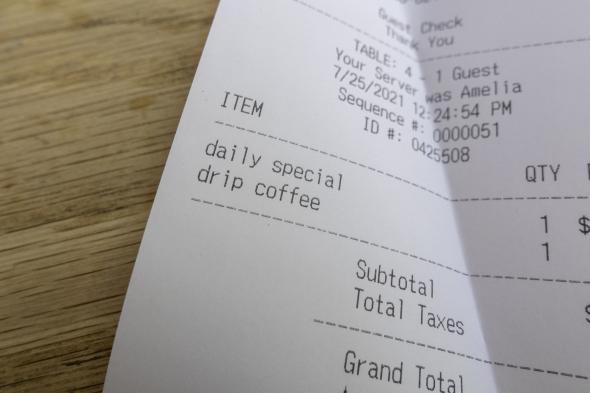 Guest Check
Thank You
TABLE: 4 - 1 Guest
Your Server was Amelia
7/25/2021 12:24:54 PM
Sequence #: 0000051
ID #: 0425508
ITEM QTY
daily special 1 $
drip coffee 1
Subtotal $
Total Taxes
Grand Total